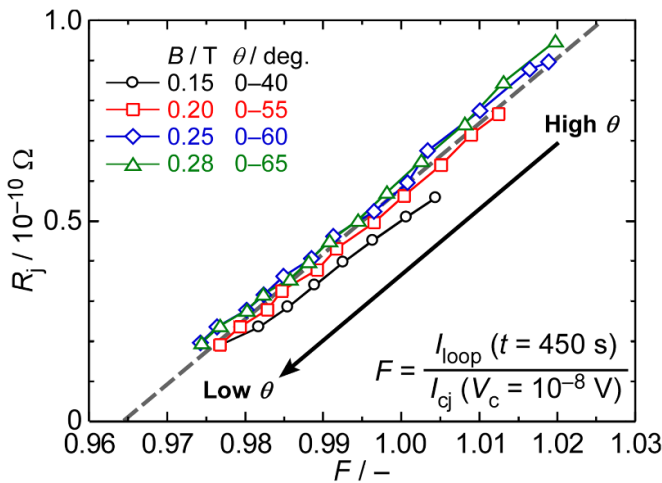 1.0
0.5
0
R_j / 10^−10 Ω
B / T θ / deg.
0.15 0–40
0.20 0–55
0.25 0–60
0.28 0–65
High θ
Low θ
F = I_loop (t = 450 s) / I_cj (V_c = 10^−8 V)
0.96 0.97 0.98 0.99 1.00 1.01 1.02 1.03
F / –